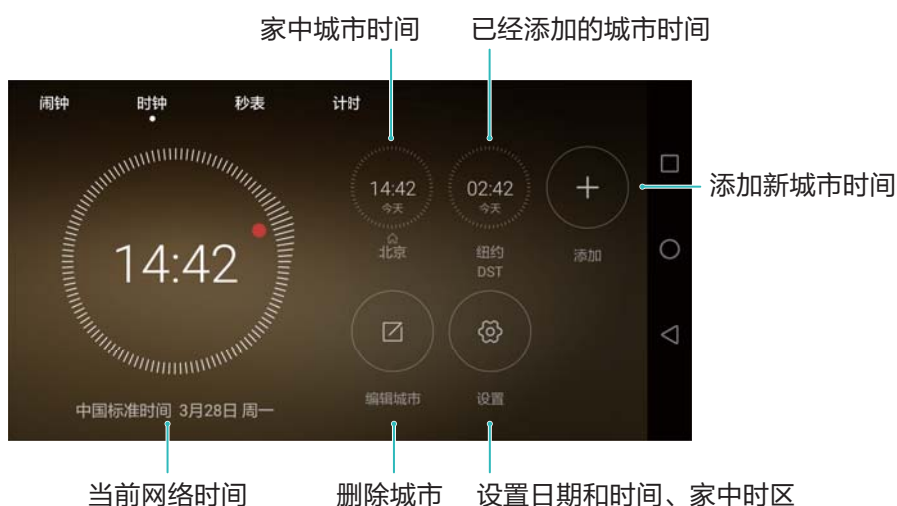 家中城市时间
已经添加的城市时间
闹钟
时钟
秒表
计时
14:42
今天
北京
02:42
今天
纽约
DST
添加
添加新城市时间
14:42
中国标准时间 3月28日 周一
编辑城市
设置
当前网络时间
删除城市
设置日期和时间、家中时区